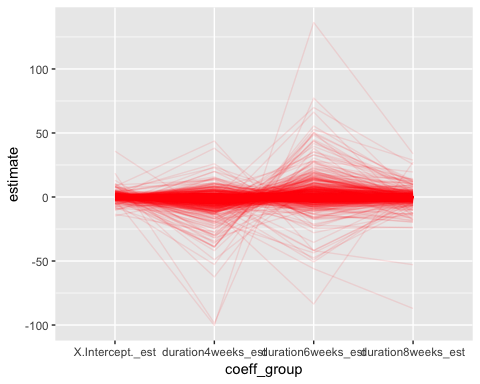 100
50
0
-50
-100
estimate
X.Intercept._est duration4weeks_est duration6weeks_est duration8weeks_est
coeff_group